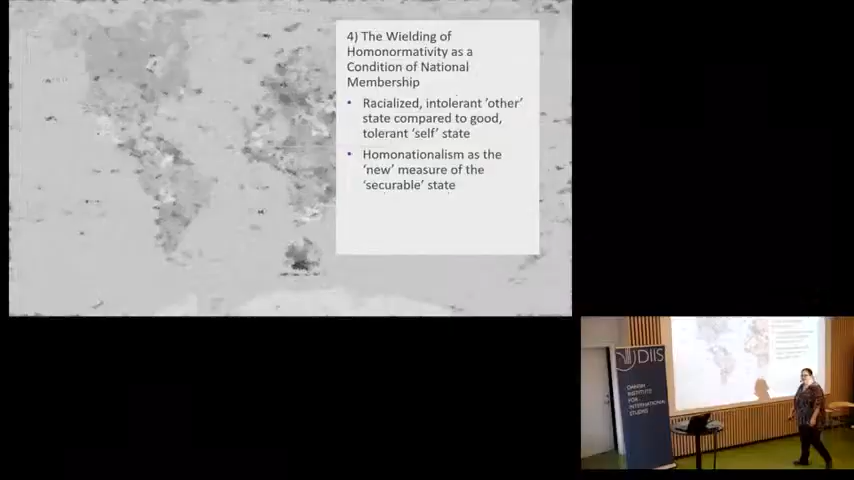 4) The Wielding of
Homonormativity as a
Condition of National
Membership
• Racialized, intolerant 'other'
state compared to good,
tolerant 'self' state
• Homonationalism as the
'new' measure of the
'securable' state
DIIS
DANISH
INSTITUTE
FOR
INTERNATIONAL
STUDIES